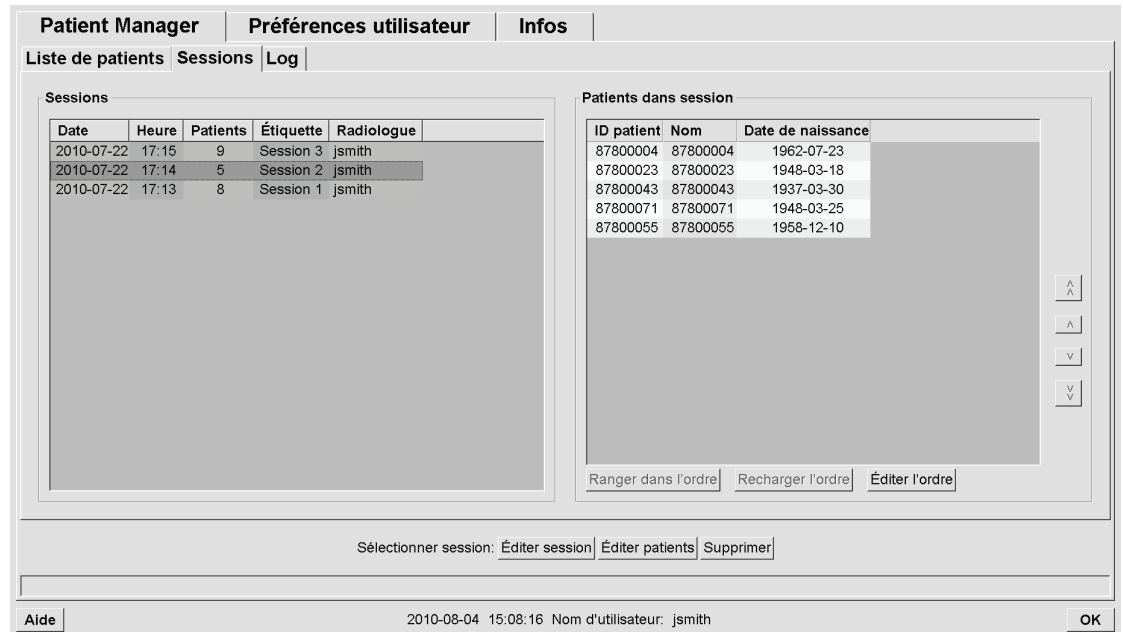 Patient Manager Préférences utilisateur Infos
Liste de patients Sessions Log
Sessions
Date Heure Patients Étiquette Radiologue
2010-07-22 17:15 9 Session 3 jsmith
2010-07-22 17:14 5 Session 2 jsmith
2010-07-22 17:13 8 Session 1 jsmith
Patients dans session
ID patient Nom Date de naissance
87800004 87800004 1962-07-23
87800023 87800023 1948-03-18
87800043 87800043 1937-03-30
87800071 87800071 1948-03-25
87800055 87800055 1958-12-10
Ranger dans l'ordre Recharger l'ordre Éditer l'ordre
Sélectionner session: Éditer session Éditer patients Supprimer
Aide 2010-08-04 15:08:16 Nom d'utilisateur: jsmith OK